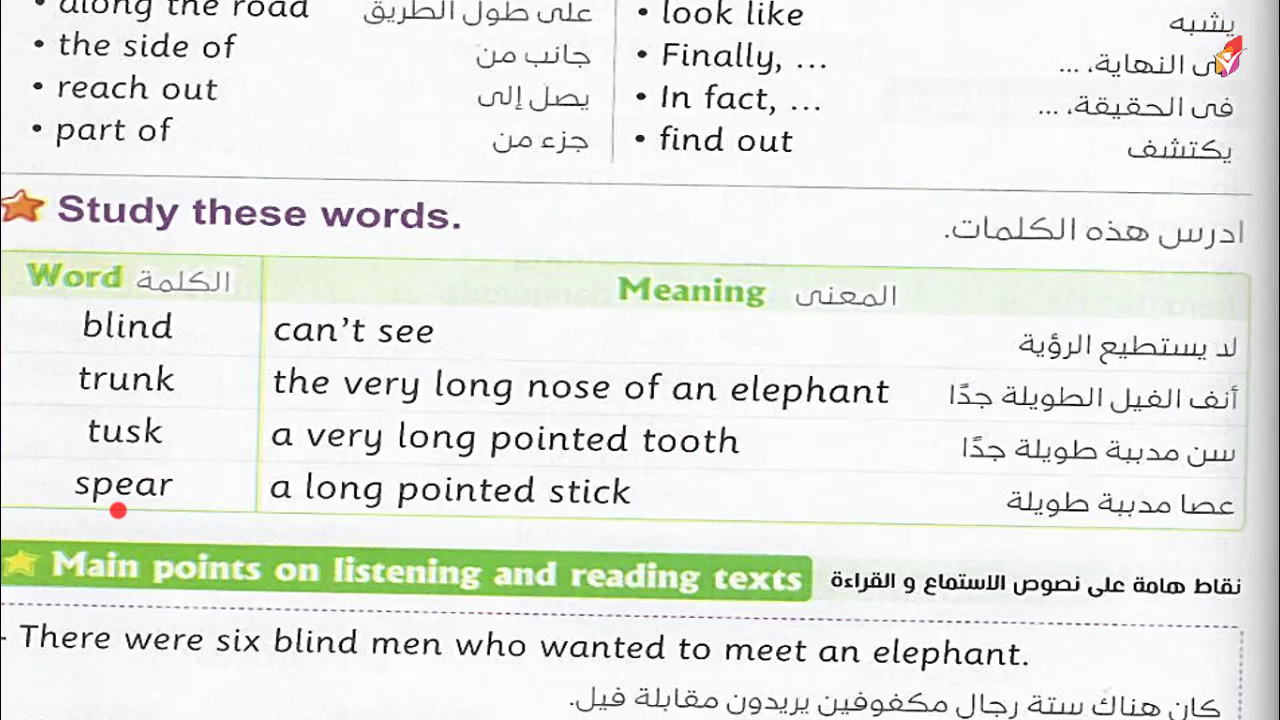 • along the road على طول الطريق • look like يشبه
• the side of جانب من • Finally, ... فى النهاية، ...
• reach out يصل إلى • In fact, ... فى الحقيقة، ...
• part of جزء من • find out يكتشف
Study these words. ادرس هذه الكلمات.
Word الكلمة Meaning المعنى
blind can't see لا يستطيع الرؤية
trunk the very long nose of an elephant أنف الفيل الطويلة جدًا
tusk a very long pointed tooth سن مدببة طويلة جدًا
spear a long pointed stick عصا مدببة طويلة
Main points on listening and reading texts نقاط هامة على نصوص الاستماع و القراءة
- There were six blind men who wanted to meet an elephant.
كان هناك ستة رجال مكفوفين يريدون مقابلة فيل.